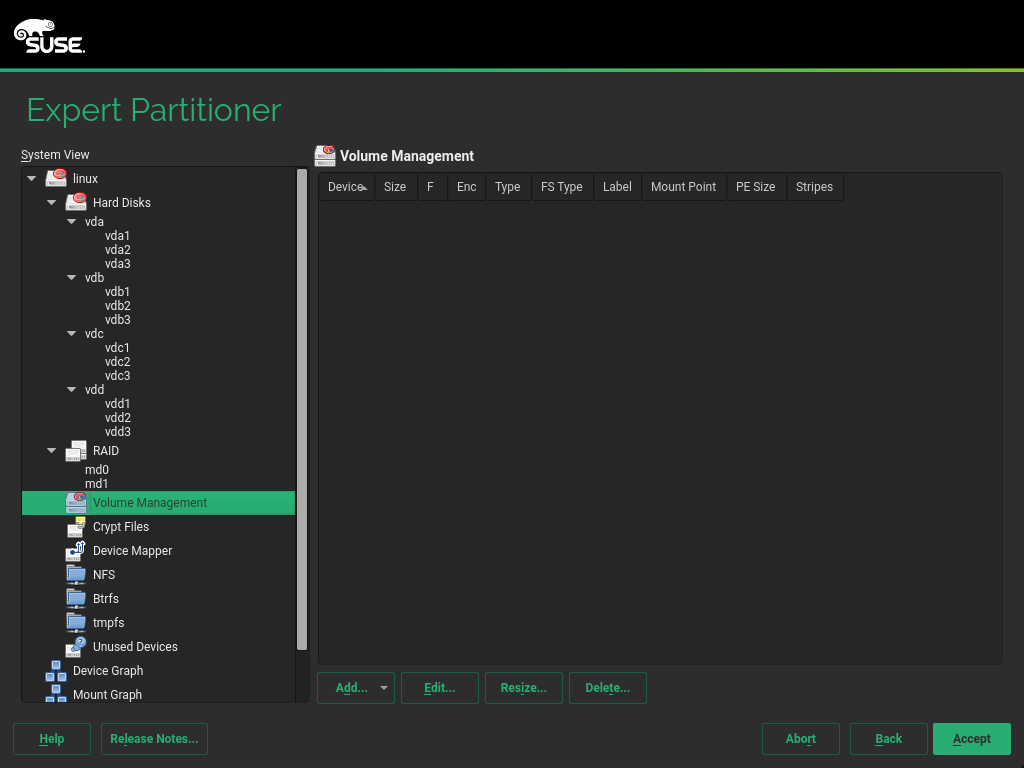 SUSE.
Expert Partitioner
System View
Volume Management
linux
Hard Disks
vda
vda1
vda2
vda3
vdb
vdb1
vdb2
vdb3
vdc
vdc1
vdc2
vdc3
vdd
vdd1
vdd2
vdd3
RAID
md0
md1
Volume Management
Crypt Files
Device Mapper
NFS
Btrfs
tmpfs
Unused Devices
Device Graph
Mount Graph
Device Size F Enc Type FS Type Label Mount Point PE Size Stripes
Add... Edit... Resize... Delete...
Help Release Notes... Abort Back Accept